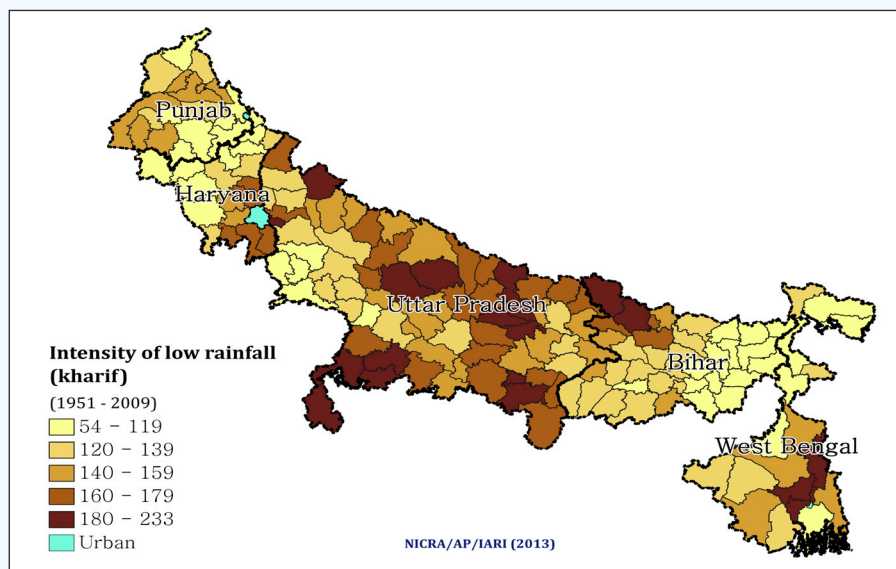 Punjab
Haryana
Uttar Pradesh
Bihar
West Bengal
Intensity of low rainfall
(kharif)
(1951 - 2009)
54 - 119
120 - 139
140 - 159
160 - 179
180 - 233
Urban
NICRA/AP/IARI (2013)